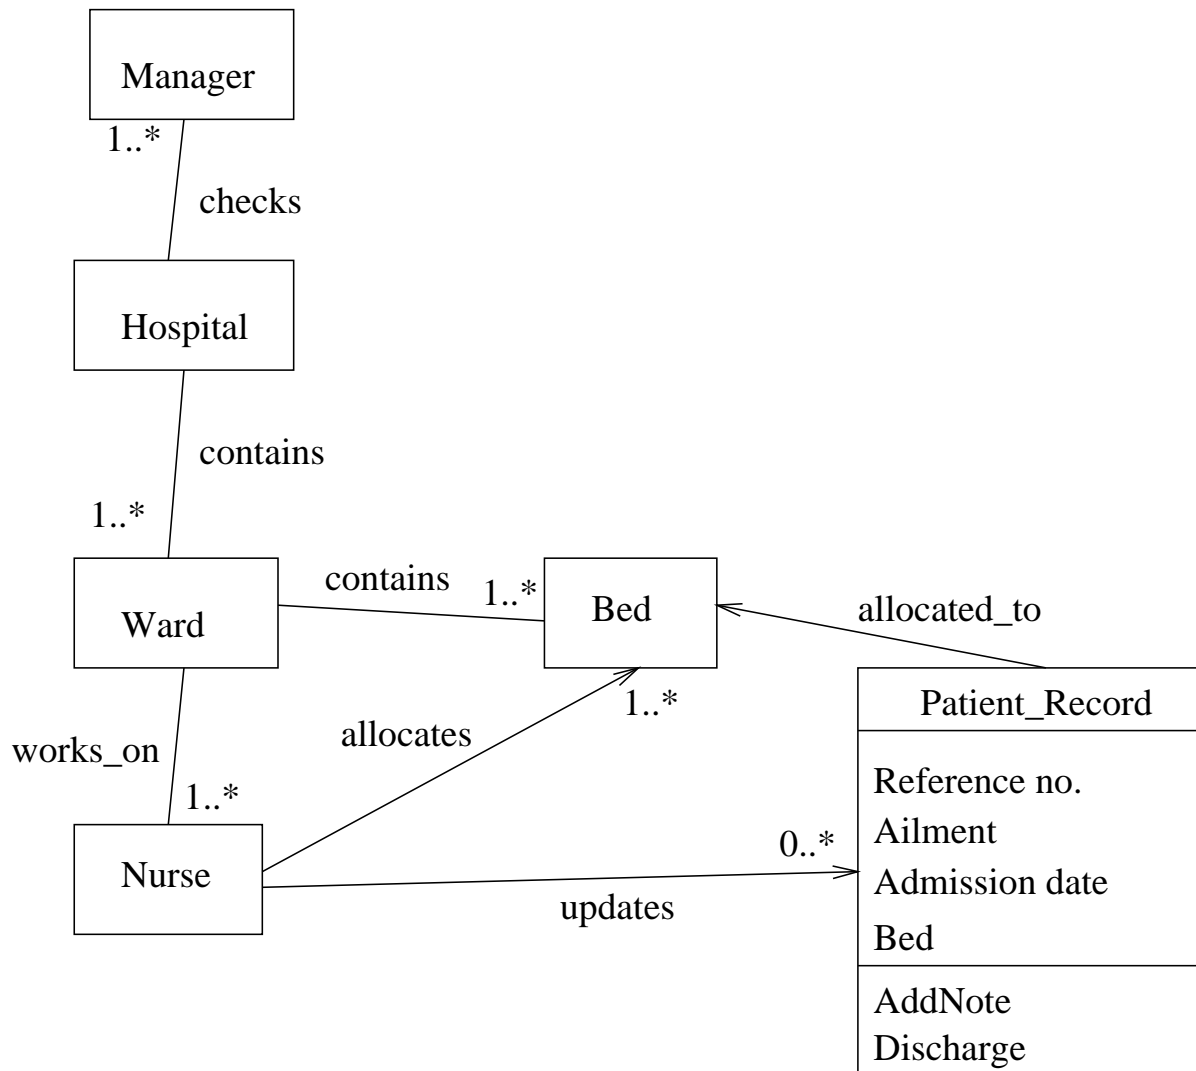 Manager
1..*
checks
Hospital
contains
1..*
Ward
contains
1..*
Bed
allocated_to
works_on
1..*
Nurse
allocates
1..*
updates
0..*
Patient_Record
Reference no.
Ailment
Admission date
Bed
AddNote
Discharge